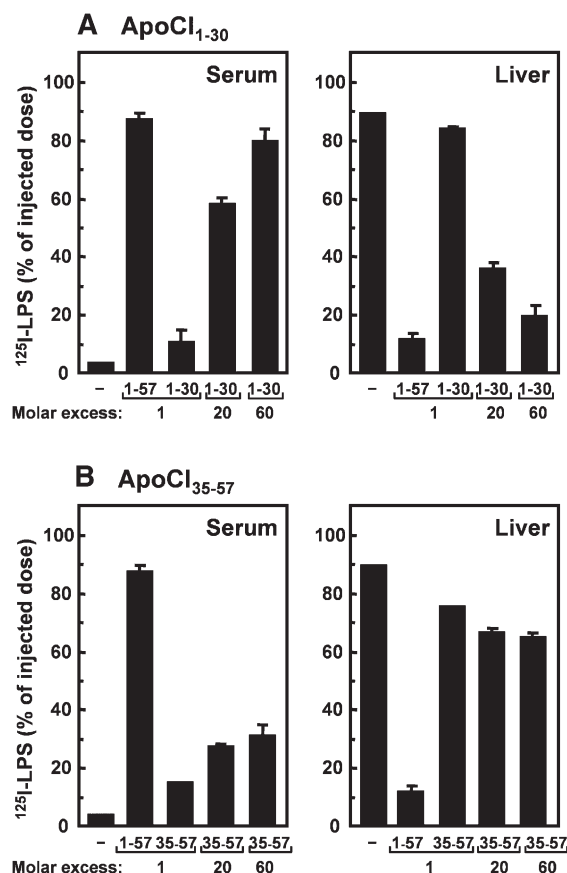 A ApoCI1-30
Serum
Liver
125I-LPS (% of injected dose)
100
80
60
40
20
0
100
80
60
40
20
0
– 1-57 1-30 1-30 1-30
– 1-57 1-30 1-30 1-30
Molar excess: 1 20 60
1 20 60
B ApoCI35-57
Serum
Liver
125I-LPS (% of injected dose)
100
80
60
40
20
0
100
80
60
40
20
0
– 1-57 35-57 35-57 35-57
– 1-57 35-57 35-57 35-57
Molar excess: 1 20 60
1 20 60